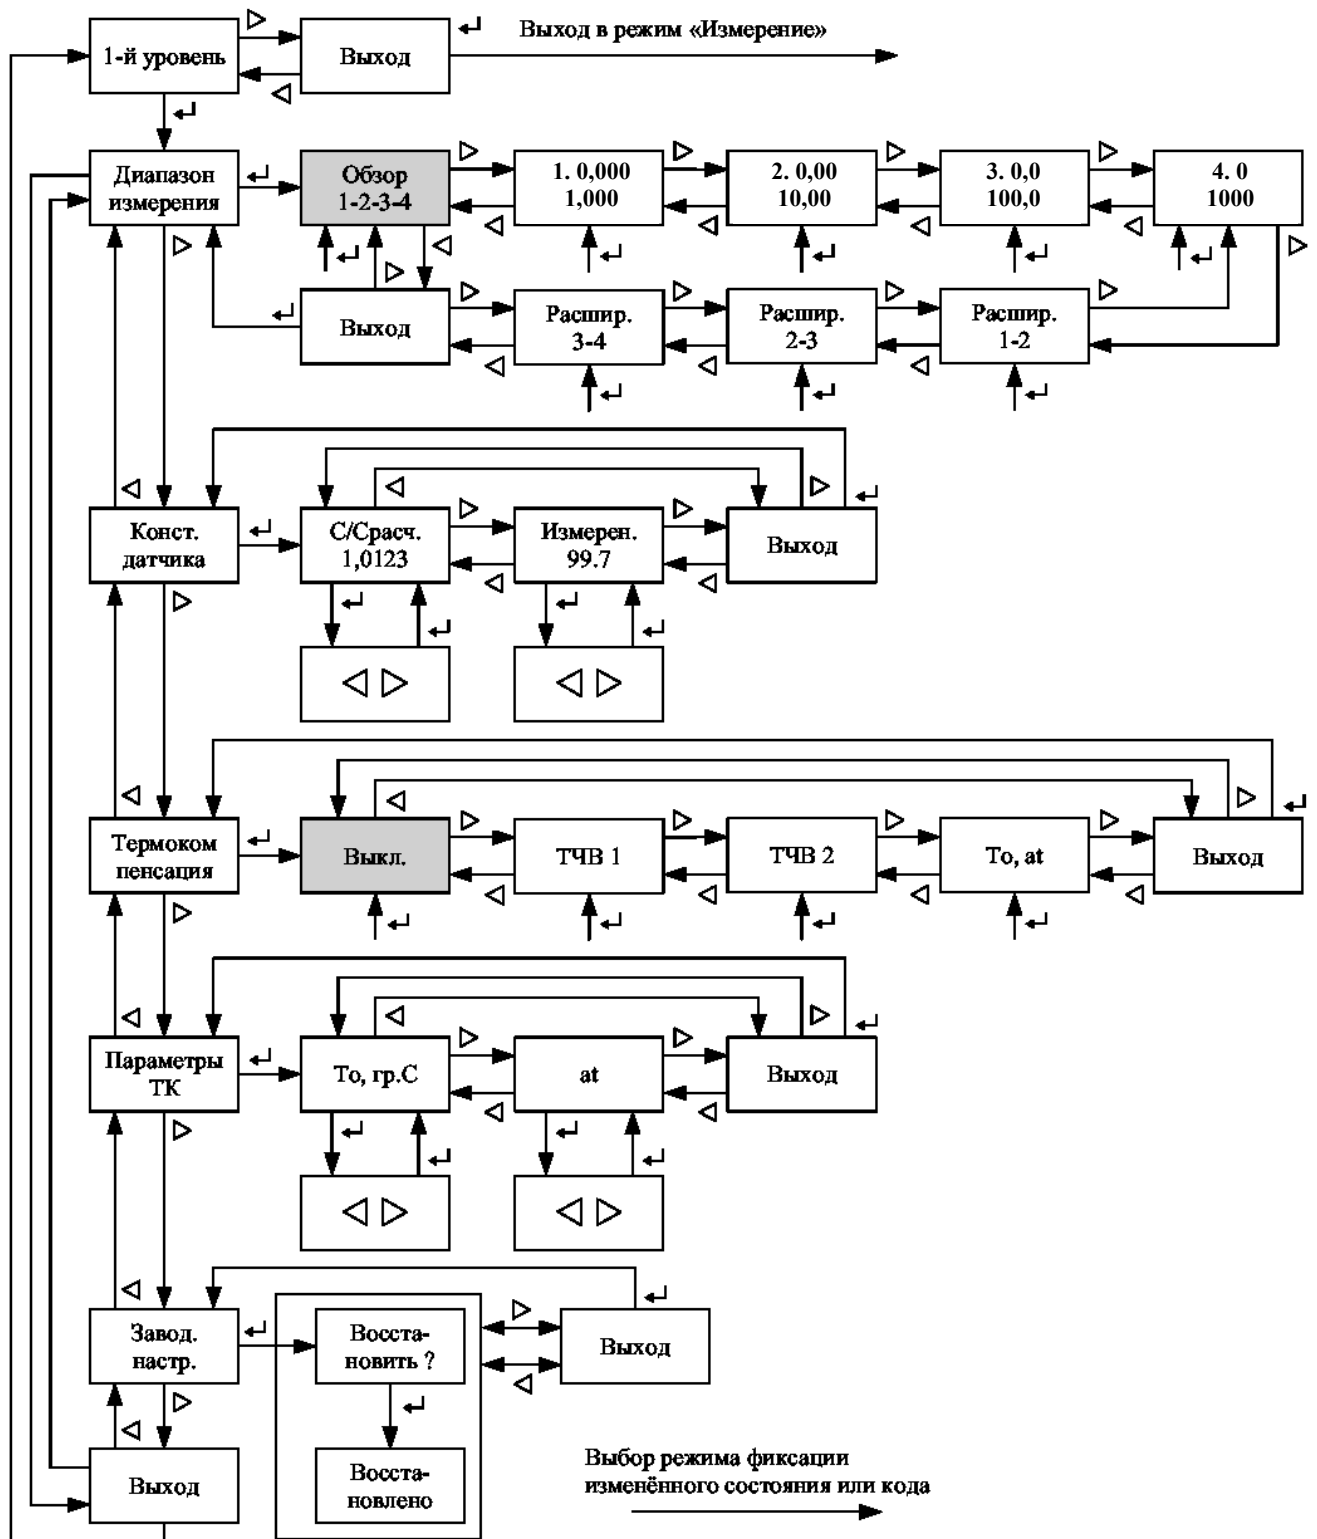 Выход в режим «Измерение»
1-й уровень
Выход
Диапазон
измерения
Обзор
1-2-3-4
1. 0,000
1,000
2. 0,00
10,00
3. 0,0
100,0
4. 0
1000
Выход
Расшир.
3-4
Расшир.
2-3
Расшир.
1-2
Конст.
датчика
С/Срасч.
1,0123
Измерен.
99.7
Выход
Термоком
пенсация
Выкл.
ТЧВ 1
ТЧВ 2
То, at
Выход
Параметры
ТК
То, гр.С
at
Выход
Завод.
настр.
Восста-
новить ?
Выход
Выход
Восста-
новлено
Выбор режима фиксации
изменённого состояния или кода